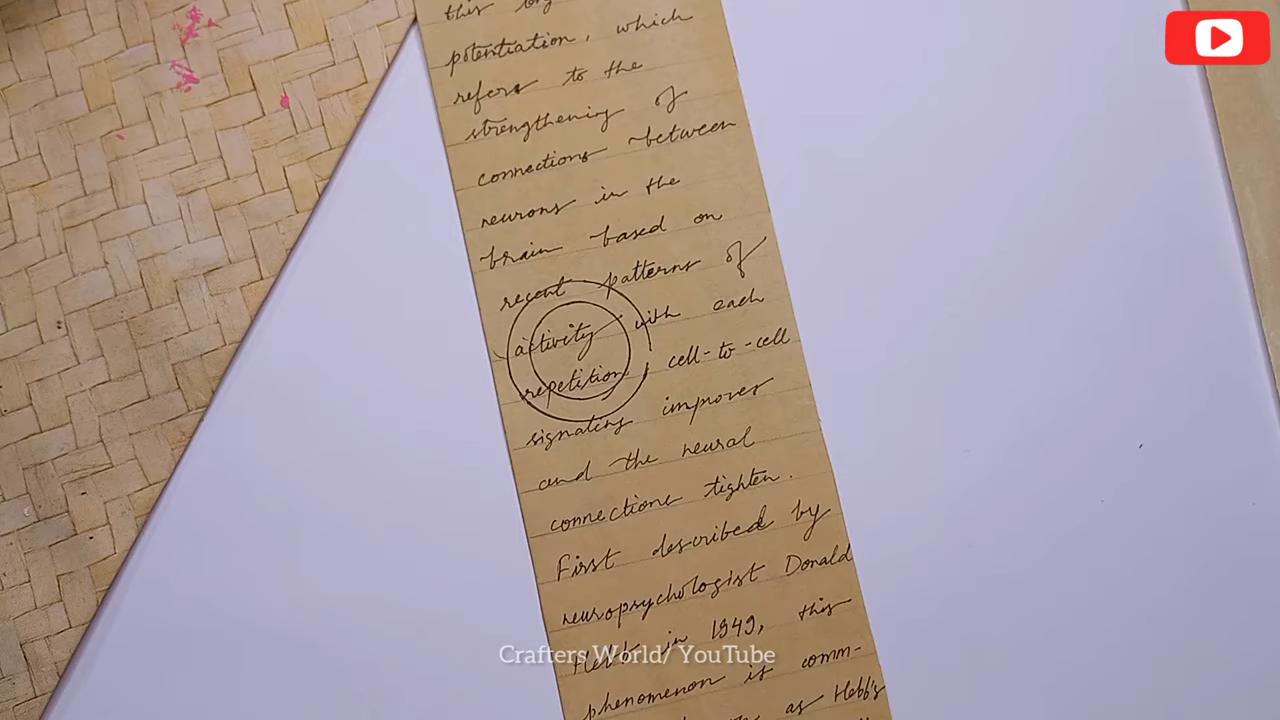 this
potentiation, which
refers to the
strengthening of
connections between
neurons in the
brain based on
recent patterns of
activity with each
repetition, cell-to-cell
signaling improves
and the neural
connections tighten.
First described by
neuropsychologist Donald
Hebb in 1949, this
phenomenon is comm-
as Hebb's
Crafters World/ YouTube